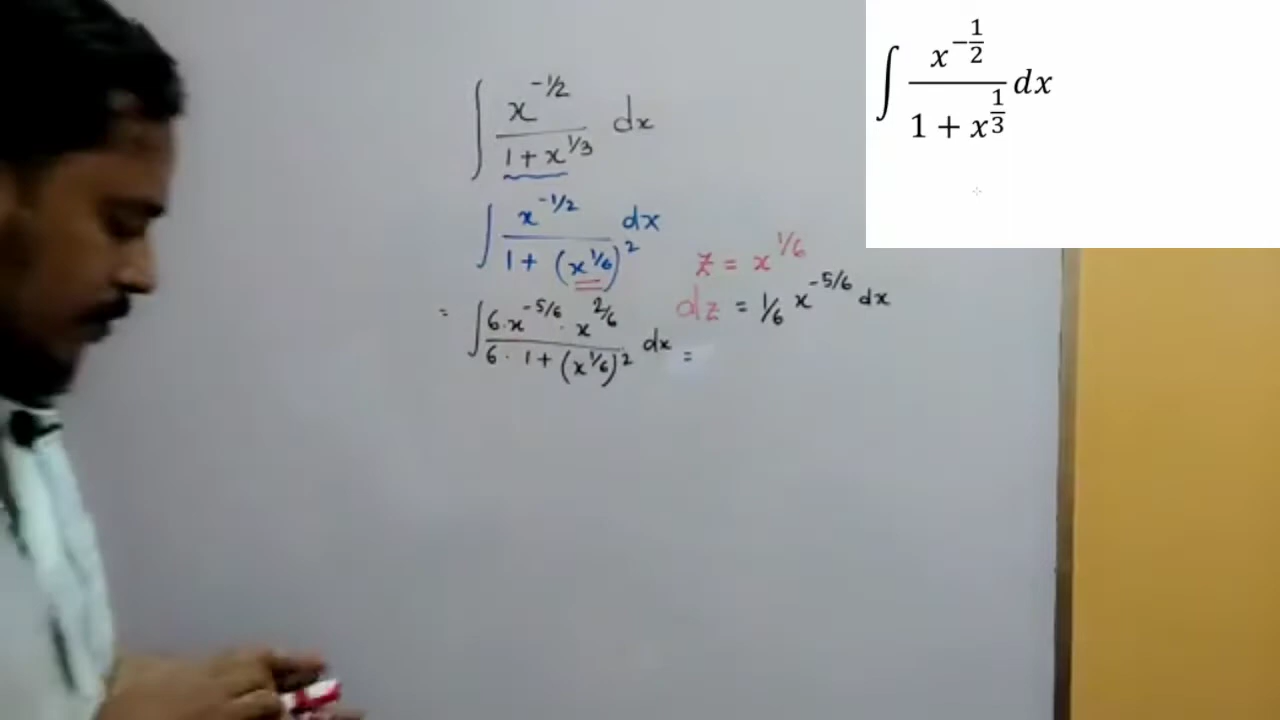 ∫ x^{-1/2} / (1 + x^{1/3}) dx
∫ x^{-1/2} / (1 + (x^{1/6})^2) dx
z = x^{1/6}
dz = 1/6 x^{-5/6} dx
= ∫ 6·x^{-5/6} · x^{2/6} / 6· 1 + (x^{1/6})^2 dx =
∫ x^{-1/2} / (1 + x^{1/3}) dx